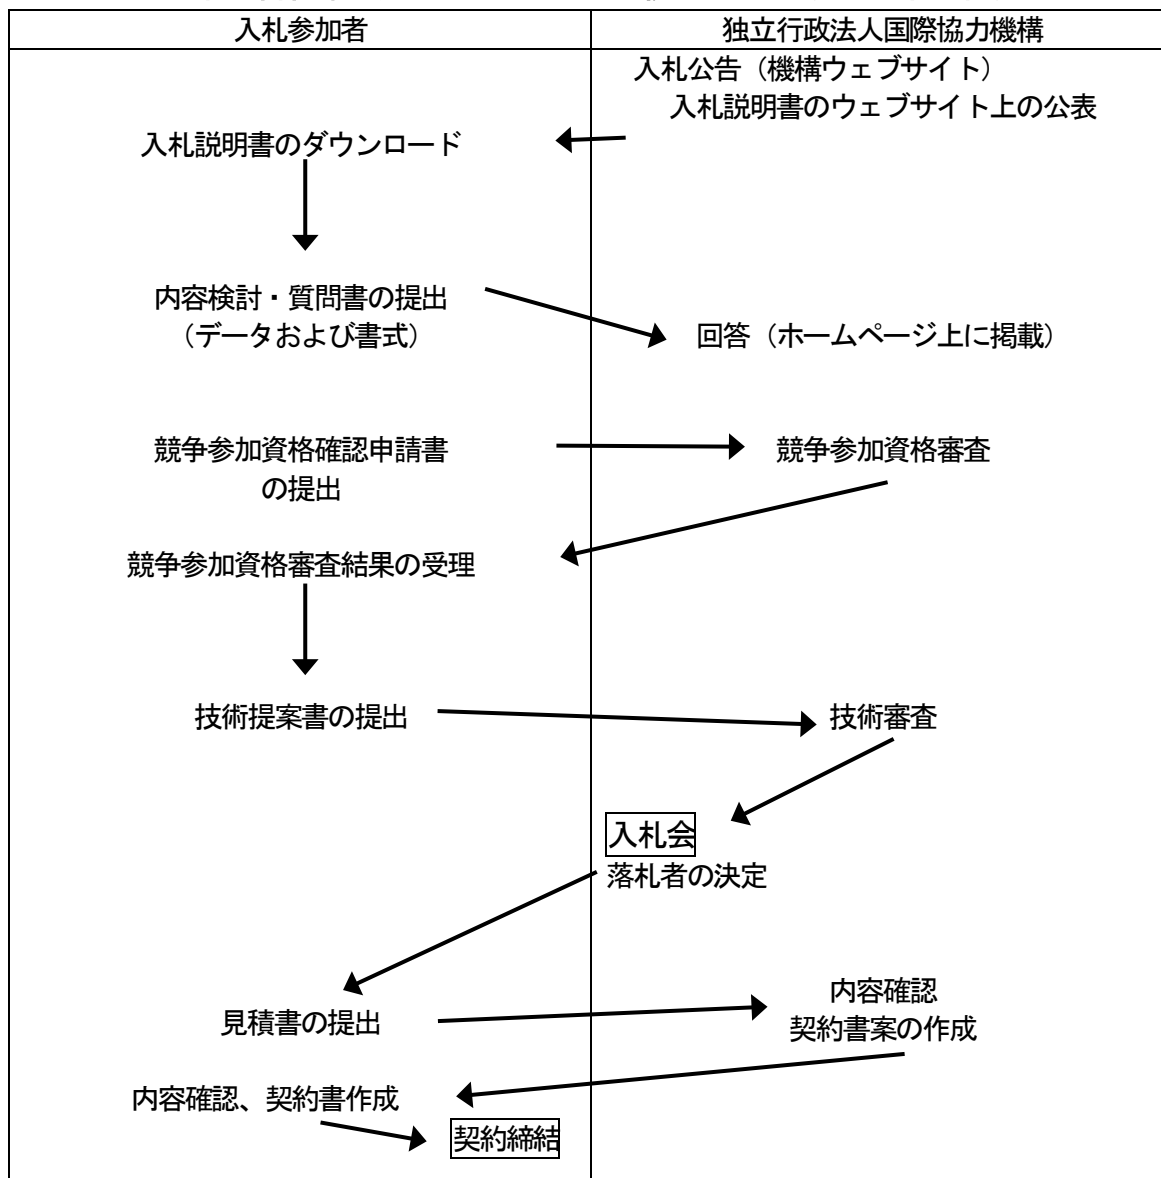 入札参加者
独立行政法人国際協力機構
入札公告（機構ウェブサイト）
入札説明書のウェブサイト上の公表
入札説明書のダウンロード
内容検討・質問書の提出
（データおよび書式）
回答（ホームページ上に掲載）
競争参加資格確認申請書
の提出
競争参加資格審査
競争参加資格審査結果の受理
技術提案書の提出
技術審査
入札会
落札者の決定
見積書の提出
内容確認
契約書案の作成
内容確認、契約書作成
契約締結